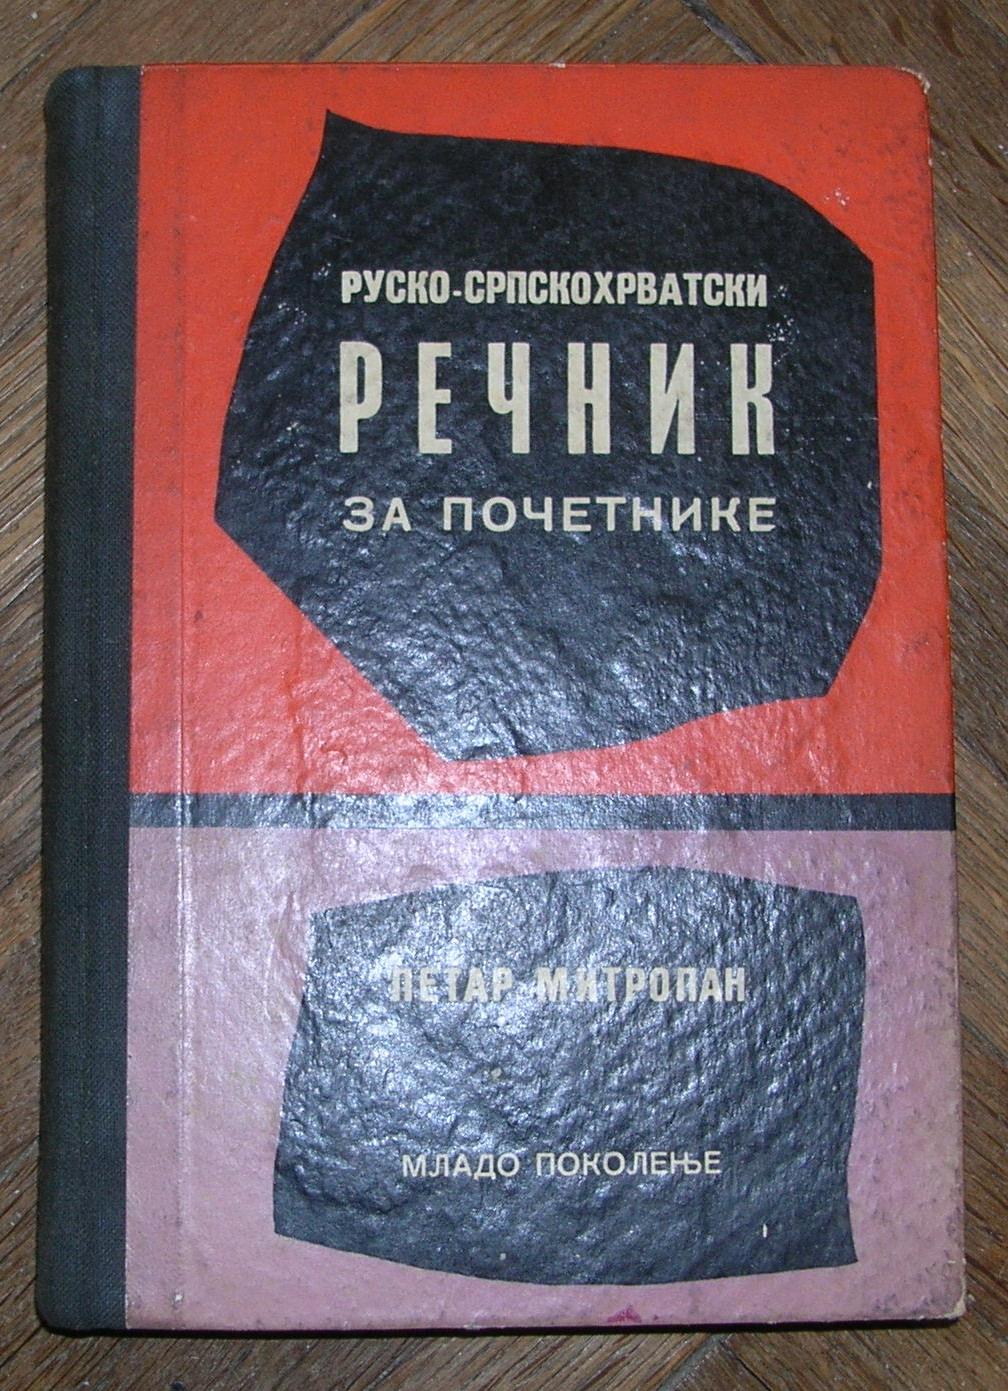 РУСКО-СРПСКОХРВАТСКИ
РЕЧНИК
ЗА ПОЧЕТНИКЕ
ПЕТАР МИТРОПАН
МЛАДО ПОКОЛЕЊЕ